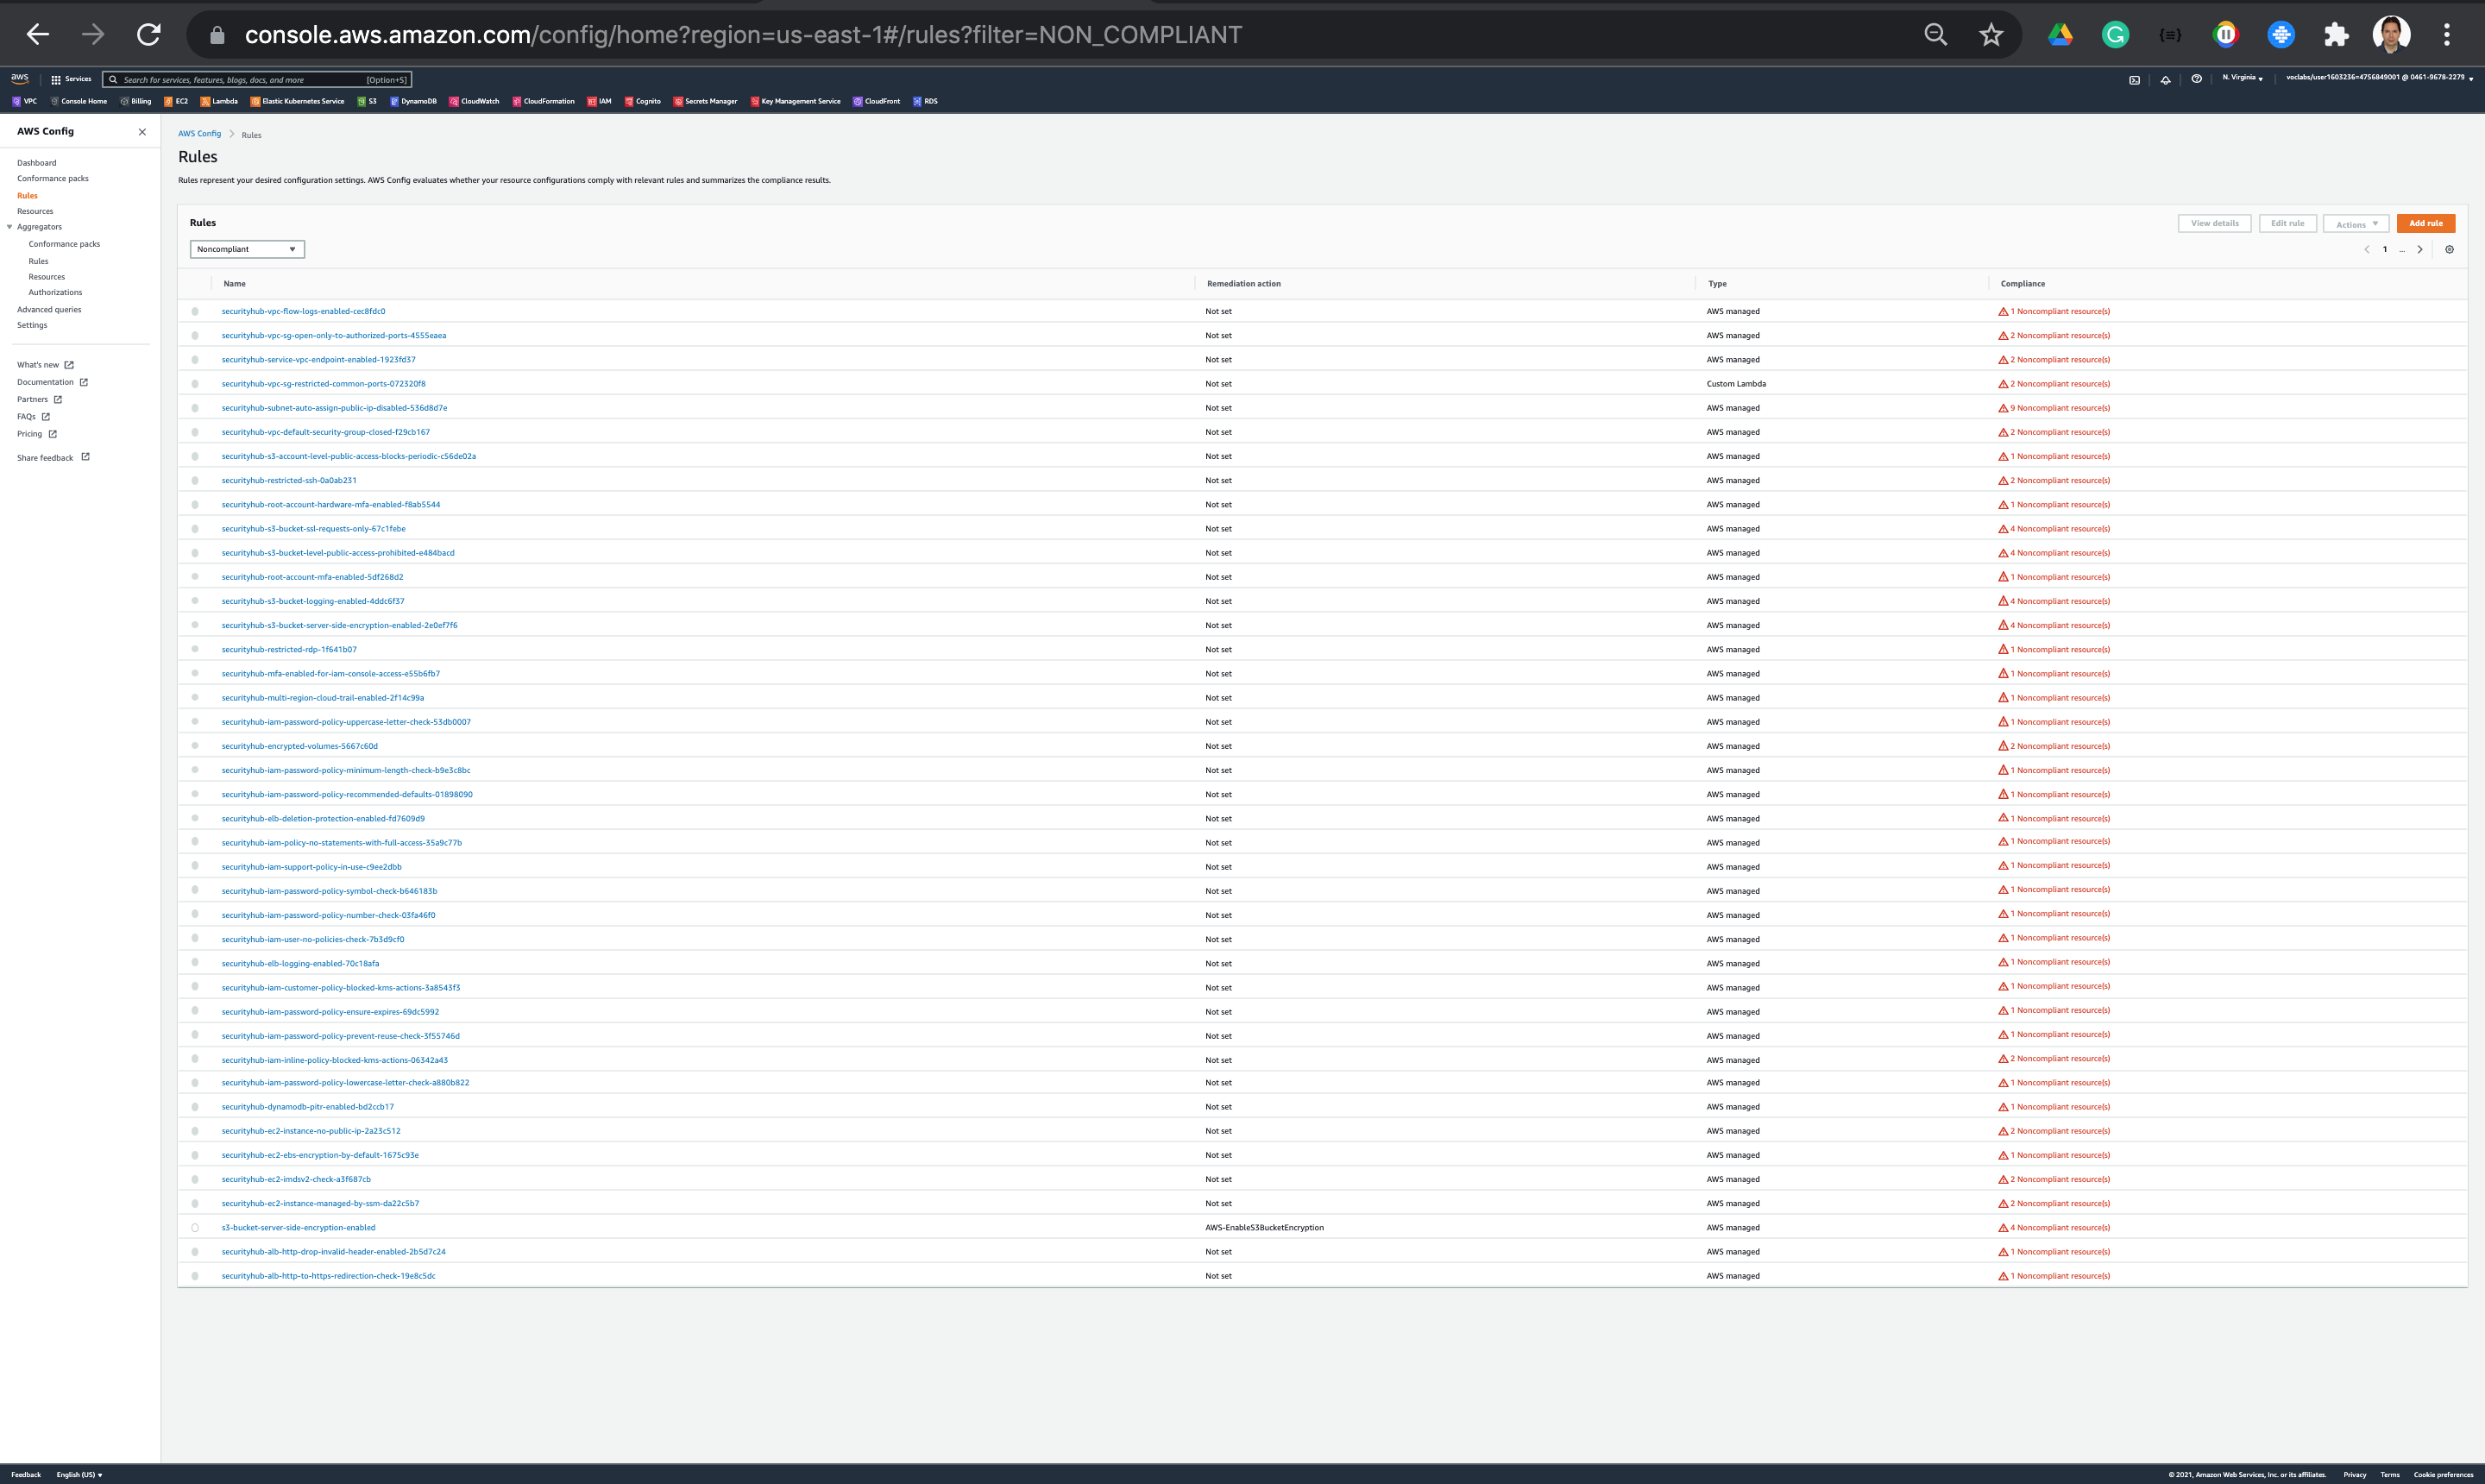 console.aws.amazon.com/config/home?region=us-east-1#/rules?filter=NON_COMPLIANT
aws Services Search for services, features, blogs, docs, and more [Option+S] N. Virginia voclabs/user1603236=4756849001 @ 0461-9678-2279
VPC Console Home Billing EC2 Lambda Elastic Kubernetes Service S3 DynamoDB CloudWatch CloudFormation IAM Cognito Secrets Manager Key Management Service CloudFront RDS
AWS Config
Dashboard
Conformance packs
Rules
Resources
Aggregators
Conformance packs
Rules
Resources
Authorizations
Advanced queries
Settings
What's new
Documentation
Partners
FAQs
Pricing
Share feedback
AWS Config Rules
Rules
Rules represent your desired configuration settings. AWS Config evaluates whether your resource configurations comply with relevant rules and summarizes the compliance results.
Rules View details Edit rule Actions Add rule
Noncompliant 1 ...
Name Remediation action Type Compliance
securityhub-vpc-flow-logs-enabled-cec8fdc0 Not set AWS managed 1 Noncompliant resource(s)
securityhub-vpc-sg-open-only-to-authorized-ports-4555eaea Not set AWS managed 2 Noncompliant resource(s)
securityhub-service-vpc-endpoint-enabled-1923fd37 Not set AWS managed 2 Noncompliant resource(s)
securityhub-vpc-sg-restricted-common-ports-072320f8 Not set Custom Lambda 2 Noncompliant resource(s)
securityhub-subnet-auto-assign-public-ip-disabled-536d8d7e Not set AWS managed 9 Noncompliant resource(s)
securityhub-vpc-default-security-group-closed-f29cb167 Not set AWS managed 2 Noncompliant resource(s)
securityhub-s3-account-level-public-access-blocks-periodic-c56de02a Not set AWS managed 1 Noncompliant resource(s)
securityhub-restricted-ssh-0a0ab231 Not set AWS managed 2 Noncompliant resource(s)
securityhub-root-account-hardware-mfa-enabled-f8ab5544 Not set AWS managed 1 Noncompliant resource(s)
securityhub-s3-bucket-ssl-requests-only-67c1febe Not set AWS managed 4 Noncompliant resource(s)
securityhub-s3-bucket-level-public-access-prohibited-e484bacd Not set AWS managed 4 Noncompliant resource(s)
securityhub-root-account-mfa-enabled-5df268d2 Not set AWS managed 1 Noncompliant resource(s)
securityhub-s3-bucket-logging-enabled-4ddc6f37 Not set AWS managed 4 Noncompliant resource(s)
securityhub-s3-bucket-server-side-encryption-enabled-2e0ef7f6 Not set AWS managed 4 Noncompliant resource(s)
securityhub-restricted-rdp-1f641b07 Not set AWS managed 1 Noncompliant resource(s)
securityhub-mfa-enabled-for-iam-console-access-e55b6fb7 Not set AWS managed 1 Noncompliant resource(s)
securityhub-multi-region-cloud-trail-enabled-2f14c99a Not set AWS managed 1 Noncompliant resource(s)
securityhub-iam-password-policy-uppercase-letter-check-53db0007 Not set AWS managed 1 Noncompliant resource(s)
securityhub-encrypted-volumes-5667c60d Not set AWS managed 2 Noncompliant resource(s)
securityhub-iam-password-policy-minimum-length-check-b9e3c8bc Not set AWS managed 1 Noncompliant resource(s)
securityhub-iam-password-policy-recommended-defaults-01898090 Not set AWS managed 1 Noncompliant resource(s)
securityhub-elb-deletion-protection-enabled-fd7609d9 Not set AWS managed 1 Noncompliant resource(s)
securityhub-iam-policy-no-statements-with-full-access-35a9c77b Not set AWS managed 1 Noncompliant resource(s)
securityhub-iam-support-policy-in-use-c9ee2dbb Not set AWS managed 1 Noncompliant resource(s)
securityhub-iam-password-policy-symbol-check-b646183b Not set AWS managed 1 Noncompliant resource(s)
securityhub-iam-password-policy-number-check-03fa46f0 Not set AWS managed 1 Noncompliant resource(s)
securityhub-iam-user-no-policies-check-7b3d9cf0 Not set AWS managed 1 Noncompliant resource(s)
securityhub-elb-logging-enabled-70c18afa Not set AWS managed 1 Noncompliant resource(s)
securityhub-iam-customer-policy-blocked-kms-actions-3a8543f3 Not set AWS managed 1 Noncompliant resource(s)
securityhub-iam-password-policy-ensure-expires-69dc5992 Not set AWS managed 1 Noncompliant resource(s)
securityhub-iam-password-policy-prevent-reuse-check-3f55746d Not set AWS managed 1 Noncompliant resource(s)
securityhub-iam-inline-policy-blocked-kms-actions-06342a43 Not set AWS managed 2 Noncompliant resource(s)
securityhub-iam-password-policy-lowercase-letter-check-a880b822 Not set AWS managed 1 Noncompliant resource(s)
securityhub-dynamodb-pitr-enabled-bd2ccb17 Not set AWS managed 1 Noncompliant resource(s)
securityhub-ec2-instance-no-public-ip-2a23c512 Not set AWS managed 2 Noncompliant resource(s)
securityhub-ec2-ebs-encryption-by-default-1675c93e Not set AWS managed 1 Noncompliant resource(s)
securityhub-ec2-imdsv2-check-a3f687cb Not set AWS managed 2 Noncompliant resource(s)
securityhub-ec2-instance-managed-by-ssm-da22c5b7 Not set AWS managed 2 Noncompliant resource(s)
s3-bucket-server-side-encryption-enabled AWS-EnableS3BucketEncryption AWS managed 4 Noncompliant resource(s)
securityhub-alb-http-drop-invalid-header-enabled-2b5d7c24 Not set AWS managed 1 Noncompliant resource(s)
securityhub-alb-http-to-https-redirection-check-19e8c5dc Not set AWS managed 1 Noncompliant resource(s)
Feedback English (US) © 2021, Amazon Web Services, Inc. or its affiliates. Privacy Terms Cookie preferences